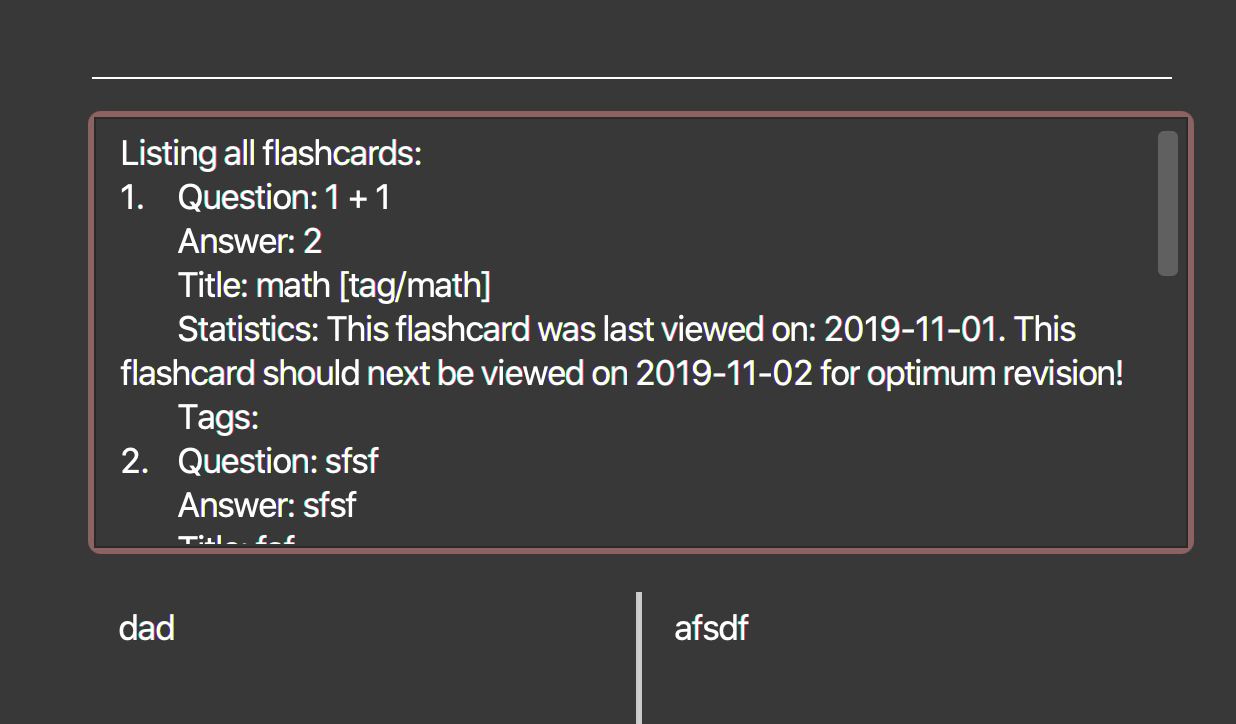 Listing all flashcards:
1. Question: 1 + 1
Answer: 2
Title: math [tag/math]
Statistics: This flashcard was last viewed on: 2019-11-01. This
flashcard should next be viewed on 2019-11-02 for optimum revision!
Tags:
2. Question: sfsf
Answer: sfsf
Title: fsf
dad
afsdf